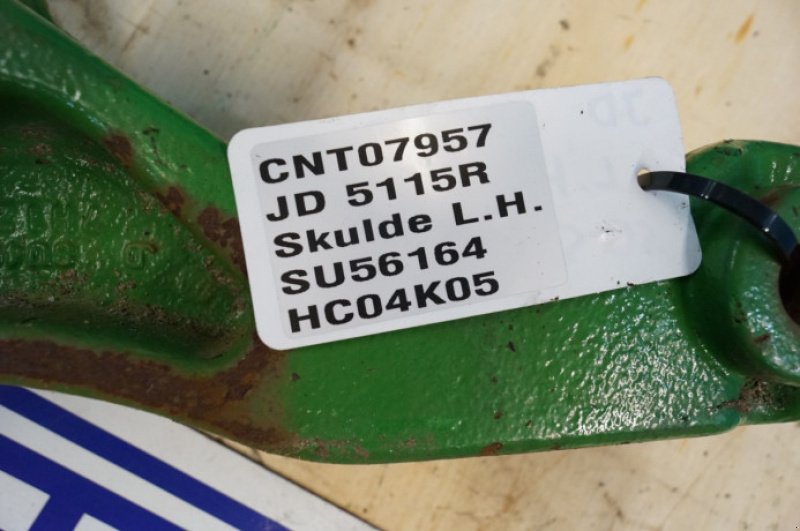 CNT07957
JD 5115R
Skulde L.H.
SU56164
HC04K05